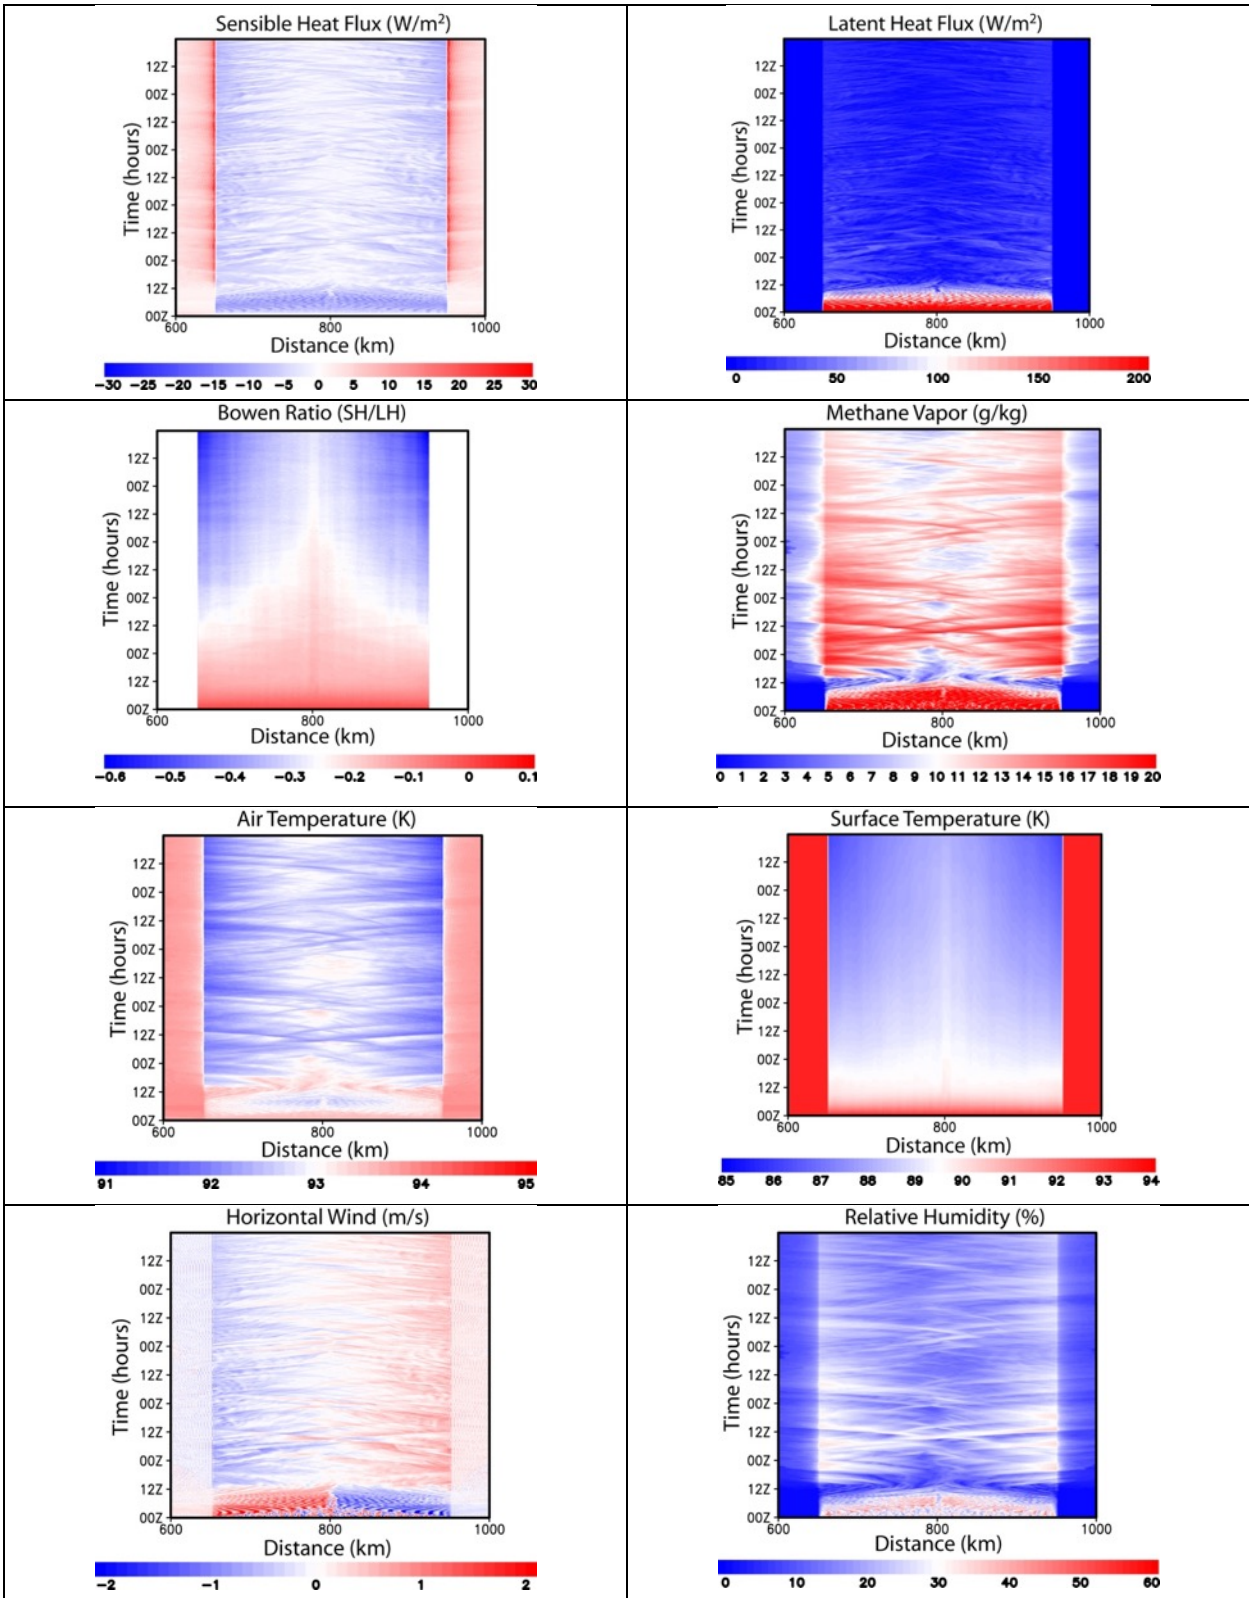 Sensible Heat Flux (W/m²)
Time (hours)
12Z
00Z
12Z
00Z
12Z
00Z
12Z
00Z
12Z
00Z
600 800 1000
Distance (km)
−30 −25 −20 −15 −10 −5 0 5 10 15 20 25 30
Latent Heat Flux (W/m²)
Time (hours)
12Z
00Z
12Z
00Z
12Z
00Z
12Z
00Z
12Z
00Z
600 800 1000
Distance (km)
0 50 100 150 200
Bowen Ratio (SH/LH)
Time (hours)
12Z
00Z
12Z
00Z
12Z
00Z
12Z
00Z
12Z
00Z
600 800 1000
Distance (km)
−0.6 −0.5 −0.4 −0.3 −0.2 −0.1 0 0.1
Methane Vapor (g/kg)
Time (hours)
12Z
00Z
12Z
00Z
12Z
00Z
12Z
00Z
12Z
00Z
600 800 1000
Distance (km)
0 1 2 3 4 5 6 7 8 9 10 11 12 13 14 15 16 17 18 19 20
Air Temperature (K)
Time (hours)
12Z
00Z
12Z
00Z
12Z
00Z
12Z
00Z
12Z
00Z
600 800 1000
Distance (km)
91 92 93 94 95
Surface Temperature (K)
Time (hours)
12Z
00Z
12Z
00Z
12Z
00Z
12Z
00Z
12Z
00Z
600 800 1000
Distance (km)
85 86 87 88 89 90 91 92 93 94
Horizontal Wind (m/s)
Time (hours)
12Z
00Z
12Z
00Z
12Z
00Z
12Z
00Z
12Z
00Z
600 800 1000
Distance (km)
−2 −1 0 1 2
Relative Humidity (%)
Time (hours)
12Z
00Z
12Z
00Z
12Z
00Z
12Z
00Z
12Z
00Z
600 800 1000
Distance (km)
0 10 20 30 40 50 60